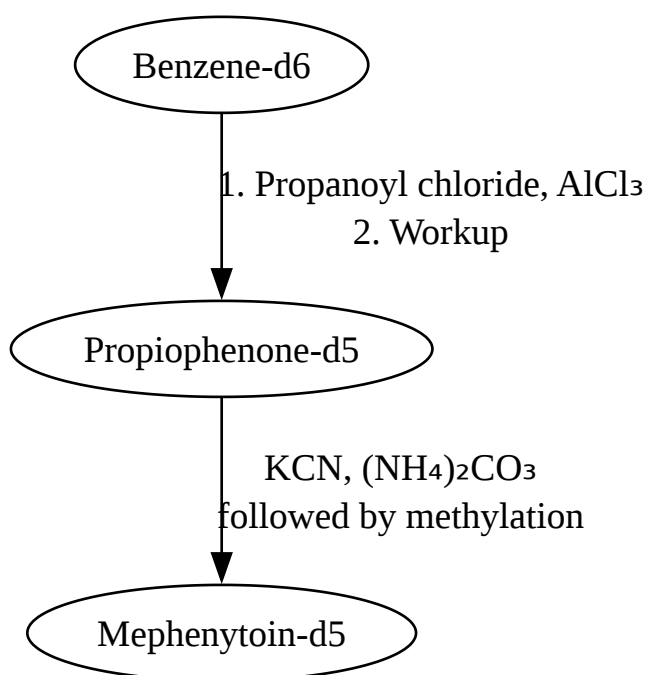 Benzene-d6
1. Propanoyl chloride, AlCl₃
2. Workup
Propiophenone-d5
KCN, (NH₄)₂CO₃
followed by methylation
Mephenytoin-d5